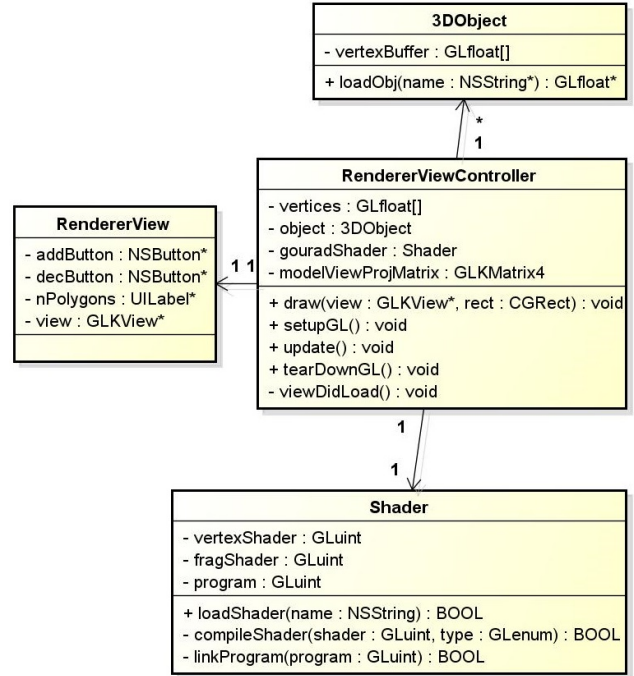 3DObject
- vertexBuffer : GLfloat[]
+ loadObj(name : NSString*) : GLfloat*
*
1
RendererViewController
- vertices : GLfloat[]
- object : 3DObject
- gouradShader : Shader
- modelViewProjMatrix : GLKMatrix4
+ draw(view : GLKView*, rect : CGRect) : void
+ setupGL() : void
+ update() : void
+ tearDownGL() : void
- viewDidLoad() : void
RendererView
- addButton : NSButton*
- decButton : NSButton*
- nPolygons : UILabel*
- view : GLKView*
1 1
1
1
Shader
- vertexShader : GLuint
- fragShader : GLuint
- program : GLuint
+ loadShader(name : NSString) : BOOL
- compileShader(shader : GLuint, type : GLenum) : BOOL
- linkProgram(program : GLuint) : BOOL